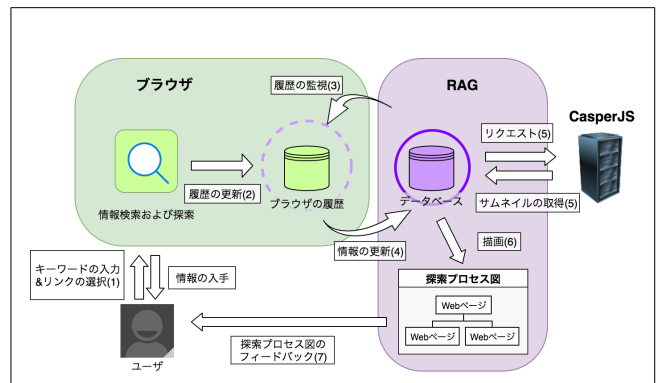 ブラウザ
履歴の監視(3)
RAG
CasperJS
リクエスト(5)
履歴の更新(2)
サムネイルの取得(5)
情報検索および探索
ブラウザの履歴
データベース
情報の更新(4)
描画(6)
キーワードの入力
&リンクの選択(1)
情報の入手
探索プロセス図
Webページ
Webページ
Webページ
探索プロセス図の
フィードバック(7)
ユーザ